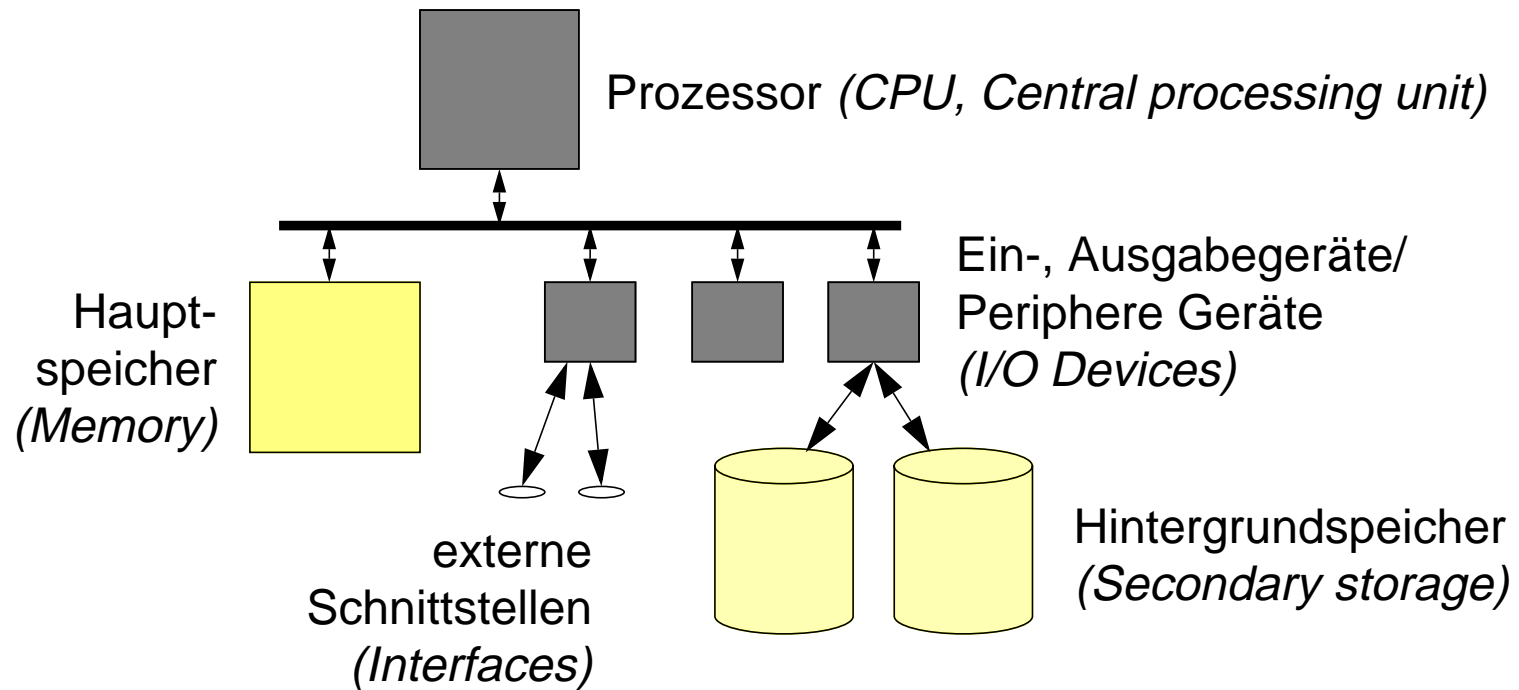 Prozessor (CPU, Central processing unit)
Ein-, Ausgabegeräte/
Periphere Geräte
(I/O Devices)
Haupt-
speicher
(Memory)
externe
Schnittstellen
(Interfaces)
Hintergrundspeicher
(Secondary storage)